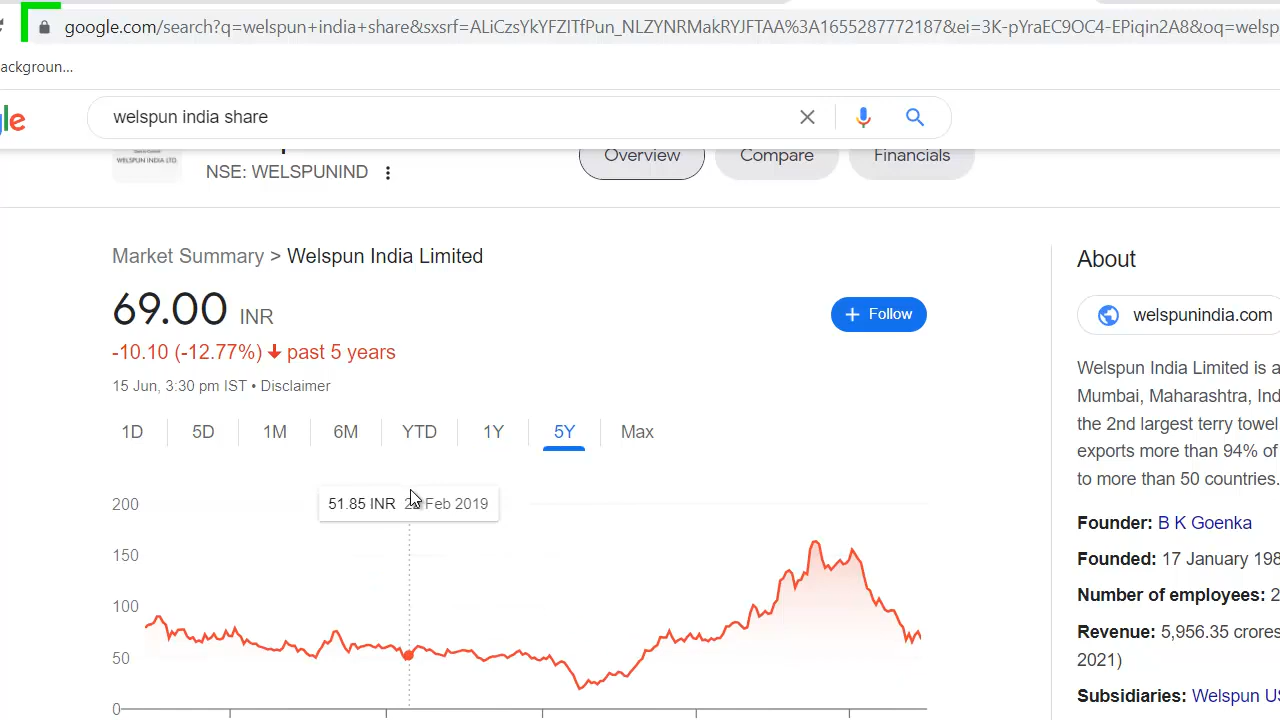 google.com/search?q=welspun+india+share&sxsrf=ALiCzsYkYFZITfPun_NLZYNRMakRYJFTAA%3A1655287772187&ei=3K-pYraEC9OC4-EPiqin2A8&oq=welsp
ackgroun...
le
welspun india share
WELSPUN INDIA LTD.
NSE: WELSPUNIND
Overview
Compare
Financials
Market Summary > Welspun India Limited
69.00 INR
+ Follow
-10.10 (-12.77%) past 5 years
15 Jun, 3:30 pm IST • Disclaimer
1D 5D 1M 6M YTD 1Y 5Y Max
51.85 INR Feb 2019
200
150
100
50
0
About
welspunindia.com
Welspun India Limited is a
Mumbai, Maharashtra, Ind
the 2nd largest terry towel
exports more than 94% of
to more than 50 countries.
Founder: B K Goenka
Founded: 17 January 198
Number of employees: 2
Revenue: 5,956.35 crores
2021)
Subsidiaries: Welspun US